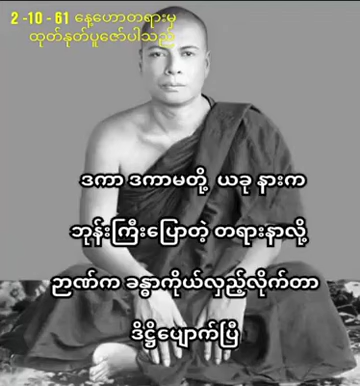 2 -10 - 61 နေ့ဟောတရားမှ
ထုတ်နုတ်ပူဇော်ပါသည်
ဒကာ ဒကာမတို့ ယခု နားက
ဘုန်းကြီးပြောတဲ့ တရားနာလို့
ဉာဏ်က ခန္ဓာကိုယ်လှည့်လိုက်တာ
ဒိဋ္ဌိပျောက်ပြီ